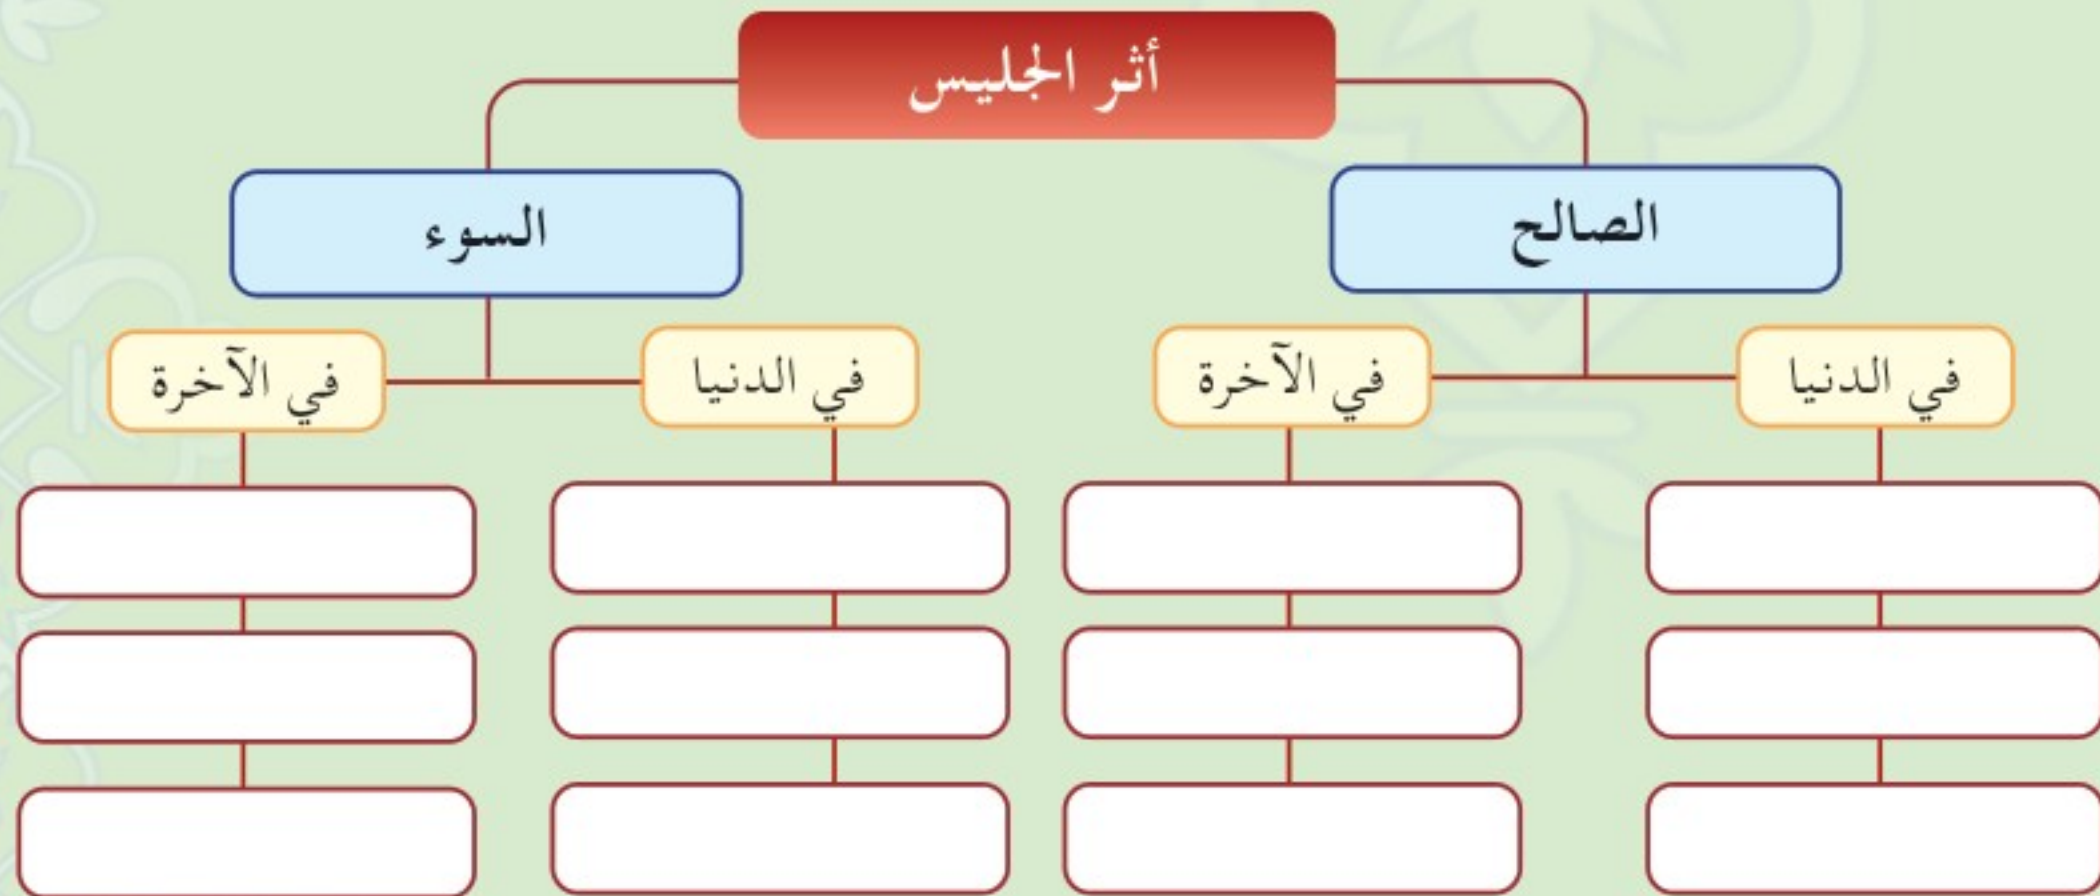 أثر الجليس
الصالح
السوء
في الدنيا
في الآخرة
في الدنيا
في الآخرة